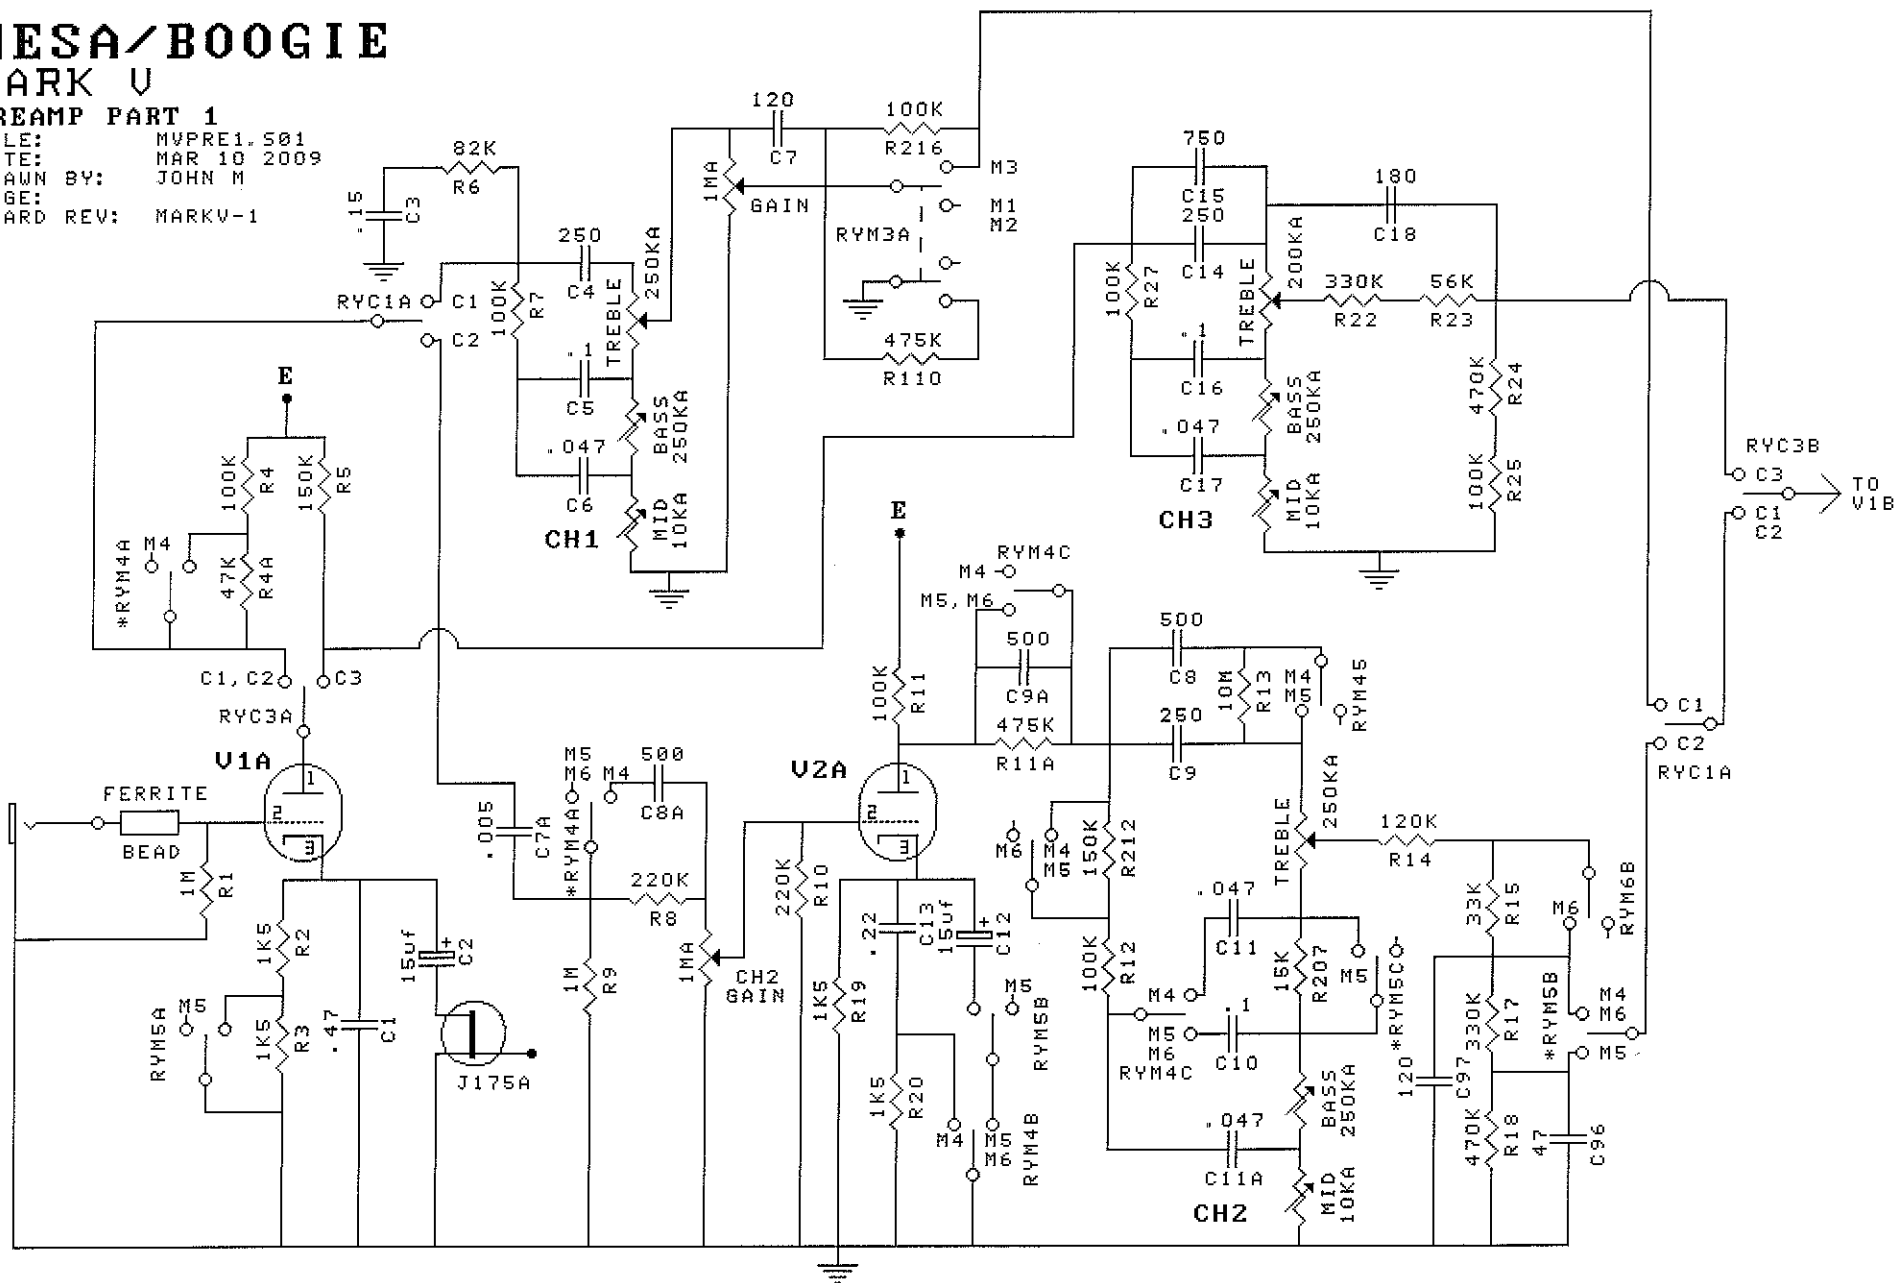 MESA/BOOGIE
ARK V
REAMP PART 1
LE: MVPRE1.S01
TE: MAR 10 2009
AWN BY: JOHN M
GE:
ARD REV: MARKV-1
82K
R6
.15
C3
120
C7
100K
R216
M3
M1
M2
1MA
GAIN
RYM3A
475K
R110
250
C4
250KA
TREBLE
RYC1A
C1
C2
100K
R7
.1
C5
BASS
250KA
.047
C6
MID
10KA
CH1
750
C15
250
C14
180
C18
100K
R27
TREBLE
200KA
330K
R22
56K
R23
.1
C16
BASS
250KA
.047
C17
MID
10KA
CH3
470K
R24
100K
R25
RYC3B
C3
C1
C2
TO
V1B
E
100K
R4
150K
R5
M4
*RYM4A
47K
R4A
C1,C2
C3
RYC3A
V1A
1
2
3
FERRITE
BEAD
1M
R1
1K5
R2
1K5
R3
M5
RYM5A
.47
C1
15uf
+
C2
J175A
.005
C7A
M5
M6
M4
*RYM4A
500
C8A
220K
R8
1M
R9
1MA
CH2
GAIN
E
100K
R11
V2A
1
2
3
220K
R10
1K5
R19
.22
C13
15uf
+
C12
M5
RYM5B
1K5
R20
M4
M5
M6
RYM4B
RYM4C
M4
M5,M6
500
C9A
475K
R11A
500
C8
10M
R13
M4
M5
RYM45
250
C9
M6
M4
M5
150K
R212
100K
R12
TREBLE
250KA
120K
R14
.047
C11
15K
R207
M5
*RYM5C
M4
M5
M6
RYM4C
.1
C10
BASS
250KA
.047
C11A
MID
10KA
CH2
33K
R15
M6
RYM6B
330K
R17
*RYM5B
M4
M6
M5
120
C97
470K
R18
47
C96
C1
C2
RYC1A